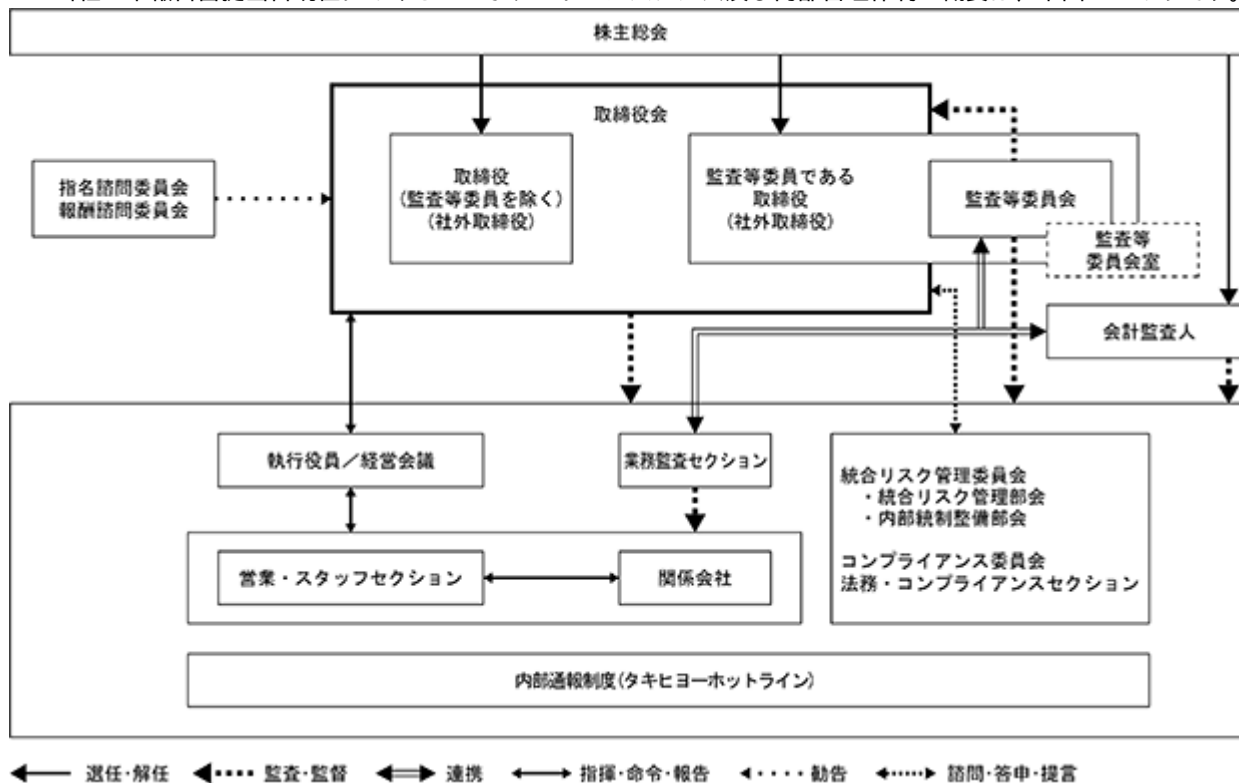 株主総会
取締役会
指名諮問委員会
報酬諮問委員会
取締役
(監査等委員を除く)
(社外取締役)
監査等委員である
取締役
(社外取締役)
監査等委員会
監査等
委員会室
会計監査人
執行役員／経営会議
業務監査セクション
統合リスク管理委員会
・統合リスク管理部会
・内部統制整備部会
コンプライアンス委員会
法務・コンプライアンスセクション
営業・スタッフセクション
関係会社
内部通報制度(タキヒヨーホットライン)
選任・解任
監査・監督
連携
指揮・命令・報告
勧告
諮問・答申・提言